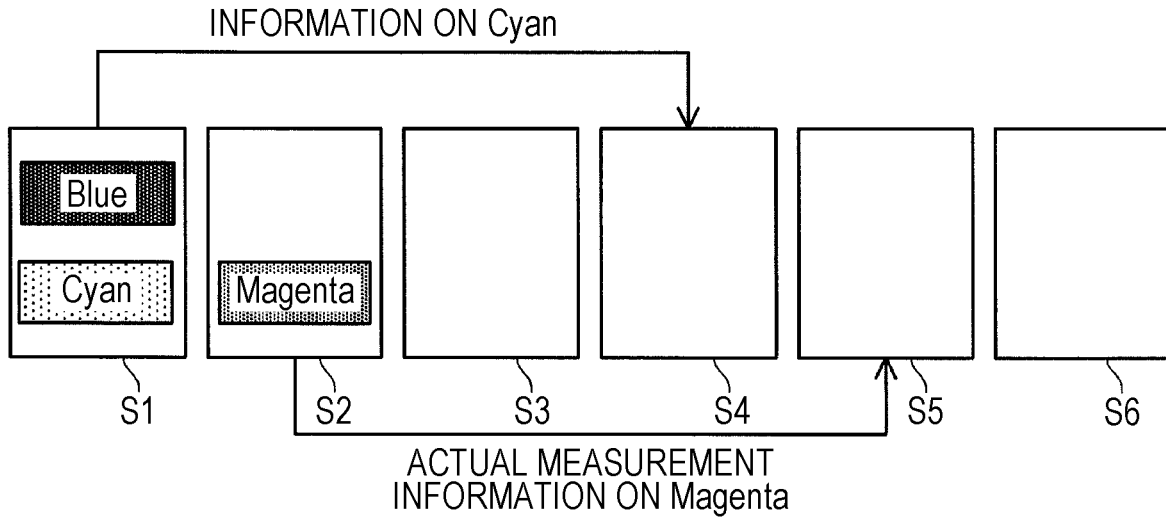 INFORMATION ON Cyan
Blue
Cyan
Magenta
S1
S2
S3
S4
S5
S6
ACTUAL MEASUREMENT
INFORMATION ON Magenta